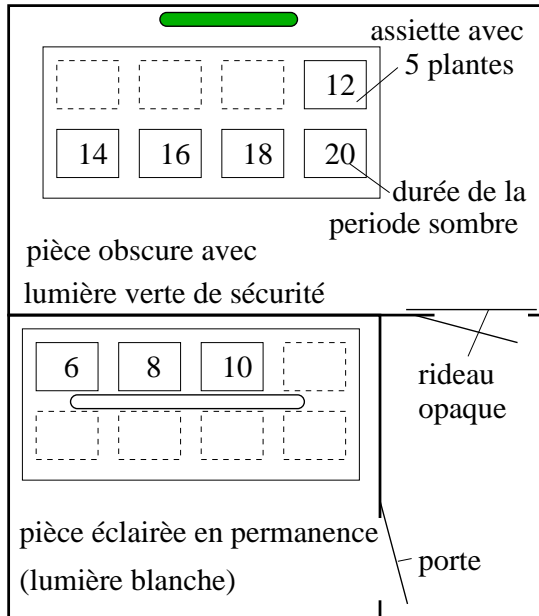 assiette avec
5 plantes
12
14 16 18 20
durée de la
periode sombre
pièce obscure avec
lumière verte de sécurité
6 8 10
rideau
opaque
pièce éclairèe en permanence
(lumière blanche)
porte